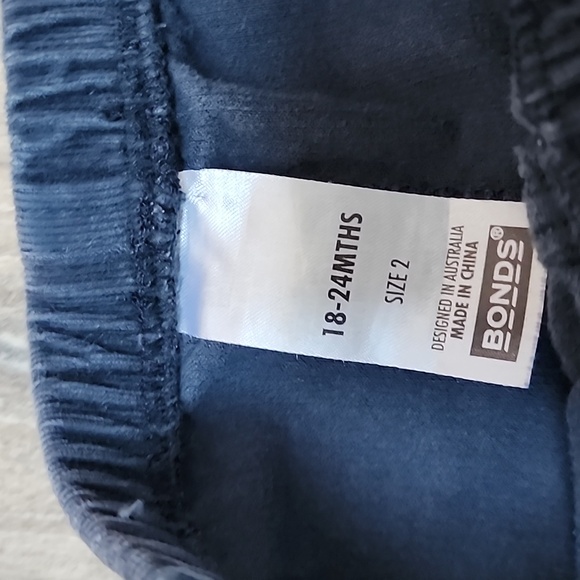 18-24MTHS
SIZE 2
DESIGNED IN AUSTRALIA
MADE IN CHINA
BONDS®